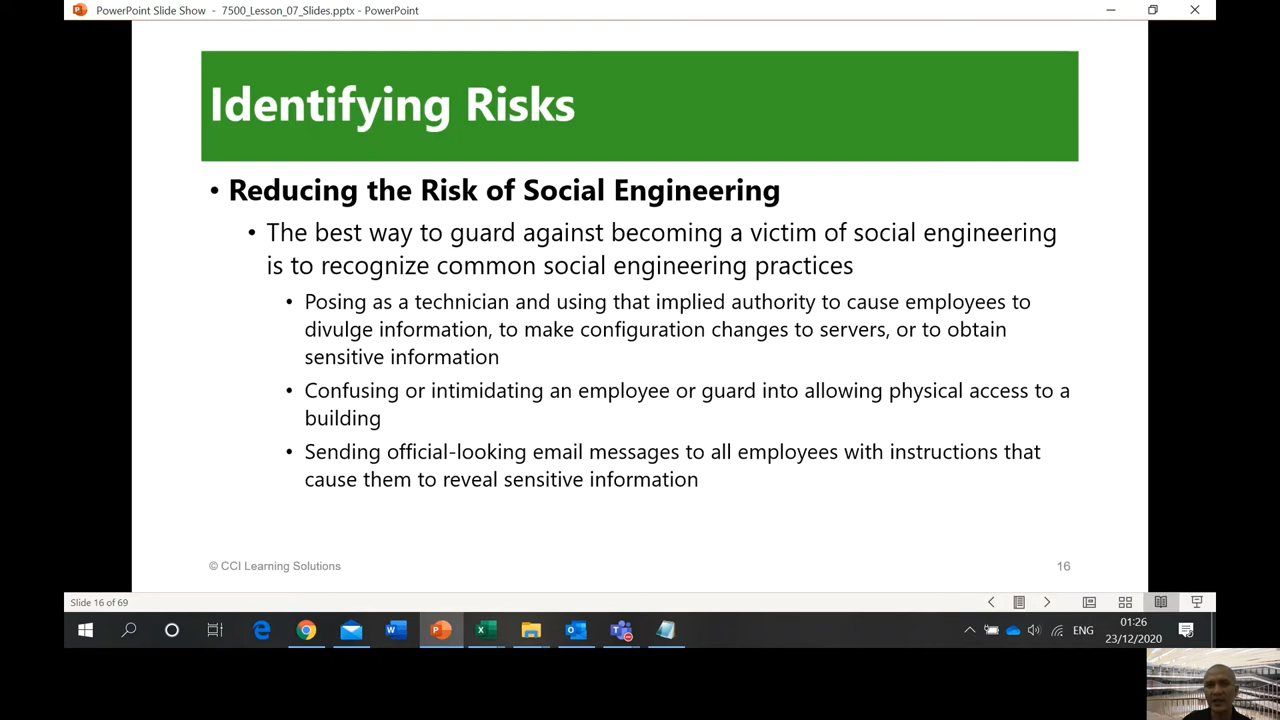 PowerPoint Slide Show - 7500_Lesson_07_Slides.pptx - PowerPoint
Identifying Risks
• Reducing the Risk of Social Engineering
• The best way to guard against becoming a victim of social engineering
is to recognize common social engineering practices
• Posing as a technician and using that implied authority to cause employees to
divulge information, to make configuration changes to servers, or to obtain
sensitive information
• Confusing or intimidating an employee or guard into allowing physical access to a
building
• Sending official-looking email messages to all employees with instructions that
cause them to reveal sensitive information
© CCI Learning Solutions 16
Slide 16 of 69
ENG 01:26
23/12/2020